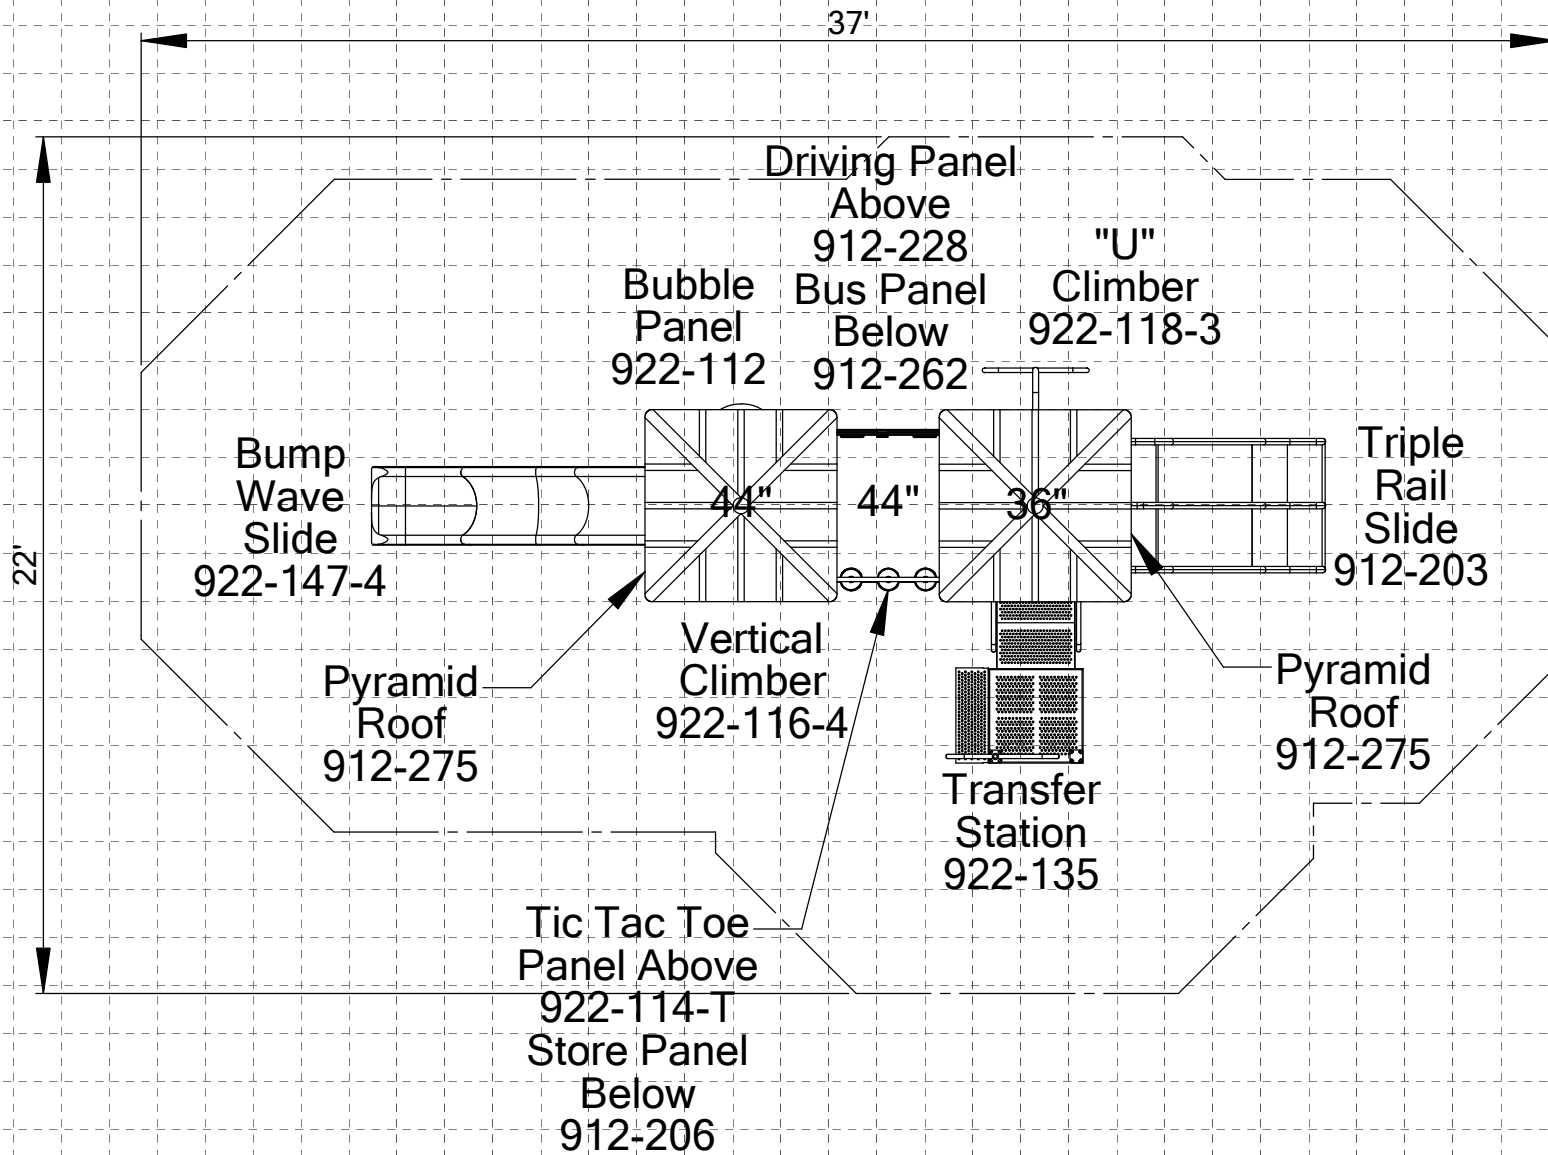 37'
Driving Panel
Above
912-228
Bus Panel
Below
912-262
"U"
Climber
922-118-3
Bubble
Panel
922-112
Bump
Wave
Slide
922-147-4
44"
44"
36"
Triple
Rail
Slide
912-203
22'
Pyramid
Roof
912-275
Vertical
Climber
922-116-4
Pyramid
Roof
912-275
Transfer
Station
922-135
Tic Tac Toe
Panel Above
922-114-T
Store Panel
Below
912-206